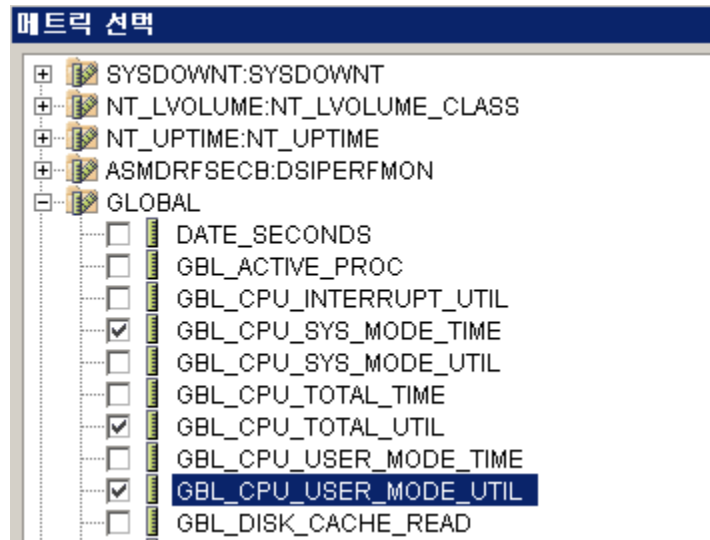 메트릭 선택
SYSDOWNT:SYSDOWNT
NT_LVOLUME:NT_LVOLUME_CLASS
NT_UPTIME:NT_UPTIME
ASMDRFSECB:DSIPERFMON
GLOBAL
DATE_SECONDS
GBL_ACTIVE_PROC
GBL_CPU_INTERRUPT_UTIL
GBL_CPU_SYS_MODE_TIME
GBL_CPU_SYS_MODE_UTIL
GBL_CPU_TOTAL_TIME
GBL_CPU_TOTAL_UTIL
GBL_CPU_USER_MODE_TIME
GBL_CPU_USER_MODE_UTIL
GBL_DISK_CACHE_READ